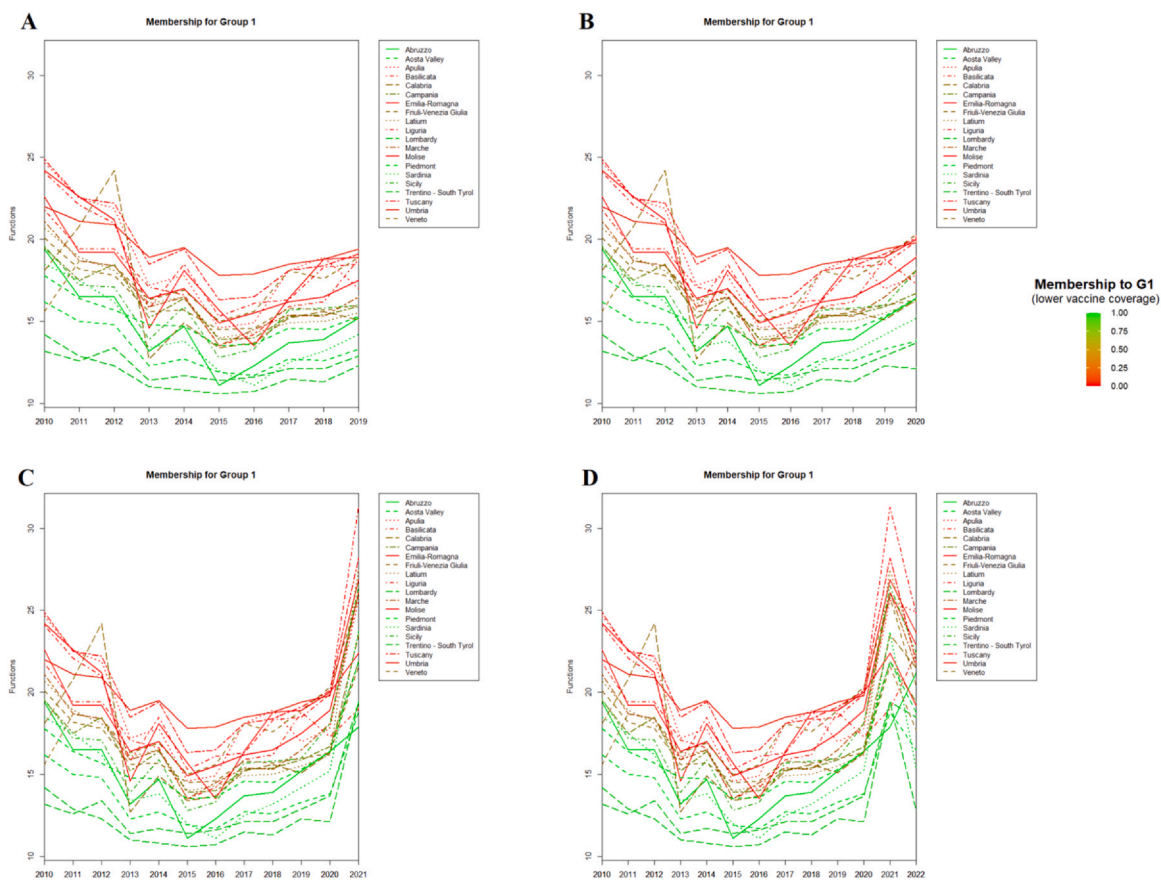 A
Membership for Group 1
Functions
30
25
20
15
10
2010 2011 2012 2013 2014 2015 2016 2017 2018 2019
Abruzzo
Aosta Valley
Apulia
Basilicata
Calabria
Campania
Emilia-Romagna
Friuli-Venezia Giulia
Latium
Liguria
Lombardy
Marche
Molise
Piedmont
Sardinia
Sicily
Trentino - South Tyrol
Tuscany
Umbria
Veneto
B
Membership for Group 1
Functions
30
25
20
15
10
2010 2011 2012 2013 2014 2015 2016 2017 2018 2019 2020
Abruzzo
Aosta Valley
Apulia
Basilicata
Calabria
Campania
Emilia-Romagna
Friuli-Venezia Giulia
Latium
Liguria
Lombardy
Marche
Molise
Piedmont
Sardinia
Sicily
Trentino - South Tyrol
Tuscany
Umbria
Veneto
Membership to G1
(lower vaccine coverage)
1.00
0.75
0.50
0.25
0.00
C
Membership for Group 1
Functions
30
25
20
15
10
2010 2011 2012 2013 2014 2015 2016 2017 2018 2019 2020 2021
Abruzzo
Aosta Valley
Apulia
Basilicata
Calabria
Campania
Emilia-Romagna
Friuli-Venezia Giulia
Latium
Liguria
Lombardy
Marche
Molise
Piedmont
Sardinia
Sicily
Trentino - South Tyrol
Tuscany
Umbria
Veneto
D
Membership for Group 1
Functions
30
25
20
15
10
2010 2011 2012 2013 2014 2015 2016 2017 2018 2019 2020 2021 2022
Abruzzo
Aosta Valley
Apulia
Basilicata
Calabria
Campania
Emilia-Romagna
Friuli-Venezia Giulia
Latium
Liguria
Lombardy
Marche
Molise
Piedmont
Sardinia
Sicily
Trentino - South Tyrol
Tuscany
Umbria
Veneto